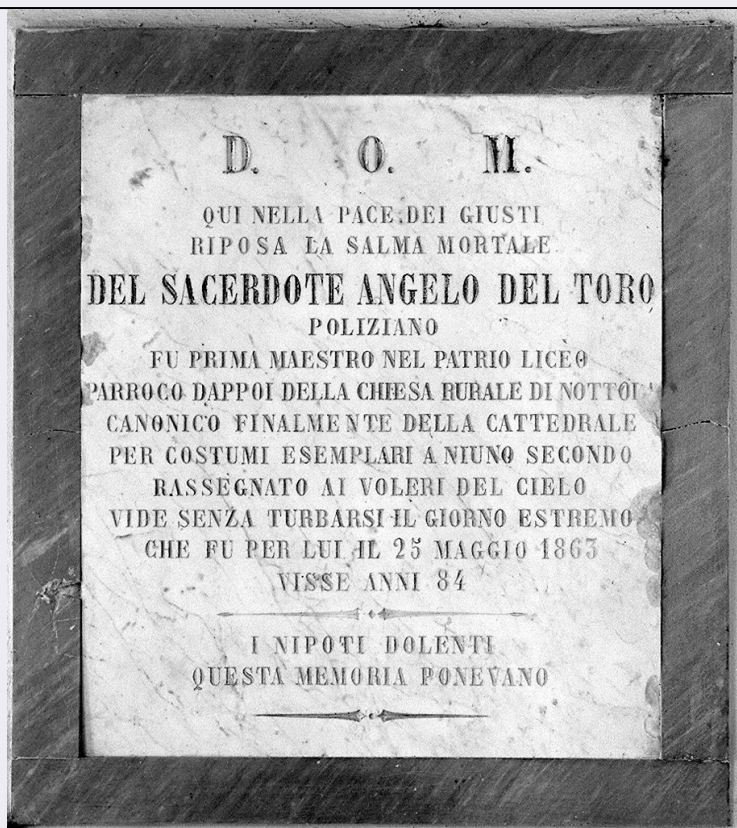 D. O. M.
QUI NELLA PACE DEI GIUSTI
RIPOSA LA SALMA MORTALE
DEL SACERDOTE ANGELO DEL TORO
POLIZIANO
FU PRIMA MAESTRO NEL PATRIO LICEO
PARROCO DAPPOI DELLA CHIESA RURALE DI NOTTOLA
CANONICO FINALMENTE DELLA CATTEDRALE
PER COSTUMI ESEMPLARI A NIUNO SECONDO
RASSEGNATO AI VOLERI DEL CIELO
VIDE SENZA TURBARSI IL GIORNO ESTREMO
CHE FU PER LUI IL 25 MAGGIO 1863
VISSE ANNI 84
I NIPOTI DOLENTI
QUESTA MEMORIA PONEVANO